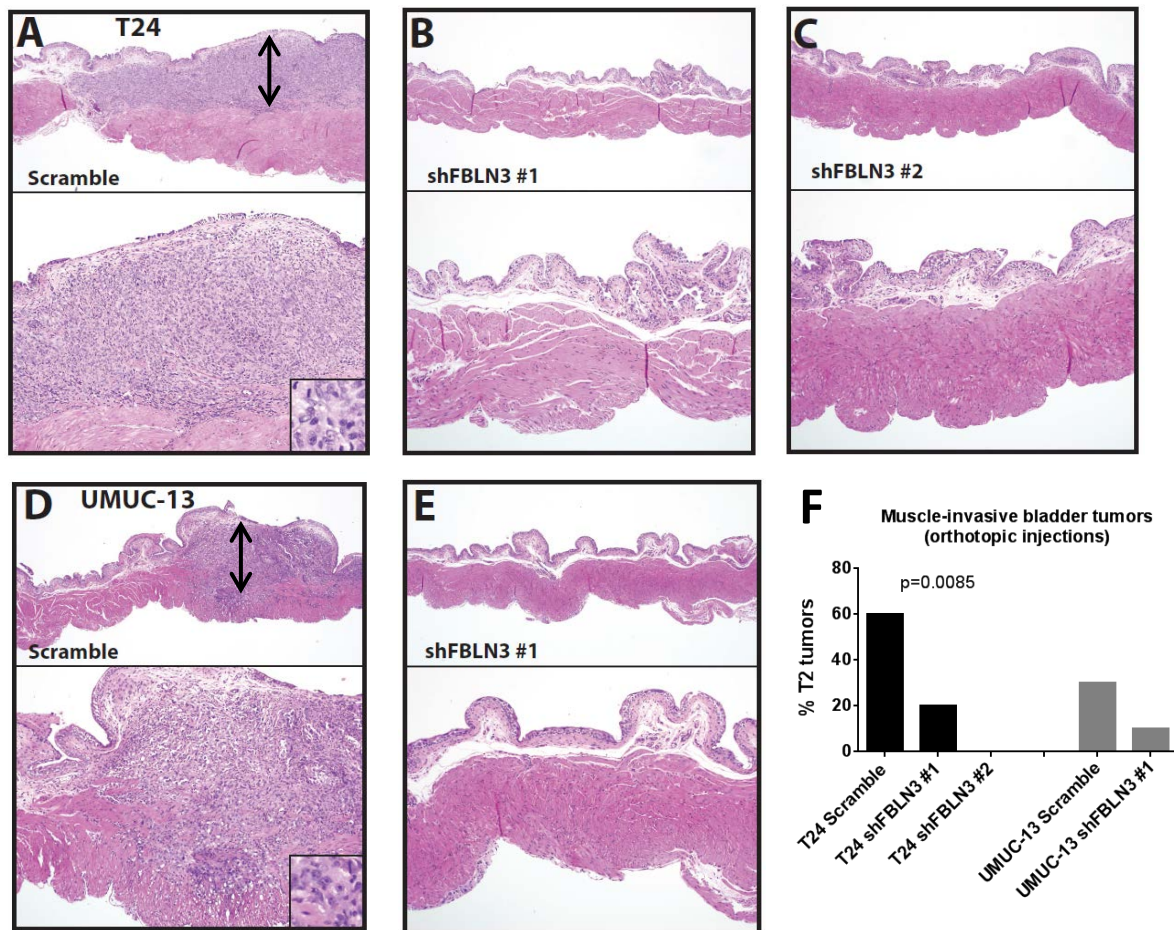 A T24
Scramble
B
shFBLN3 #1
C
shFBLN3 #2
D UMUC-13
Scramble
E
shFBLN3 #1
F
Muscle-invasive bladder tumors
(orthotopic injections)
p=0.0085
% T2 tumors
80
60
40
20
0
T24 Scramble
T24 shFBLN3 #1
T24 shFBLN3 #2
UMUC-13 Scramble
UMUC-13 shFBLN3 #1